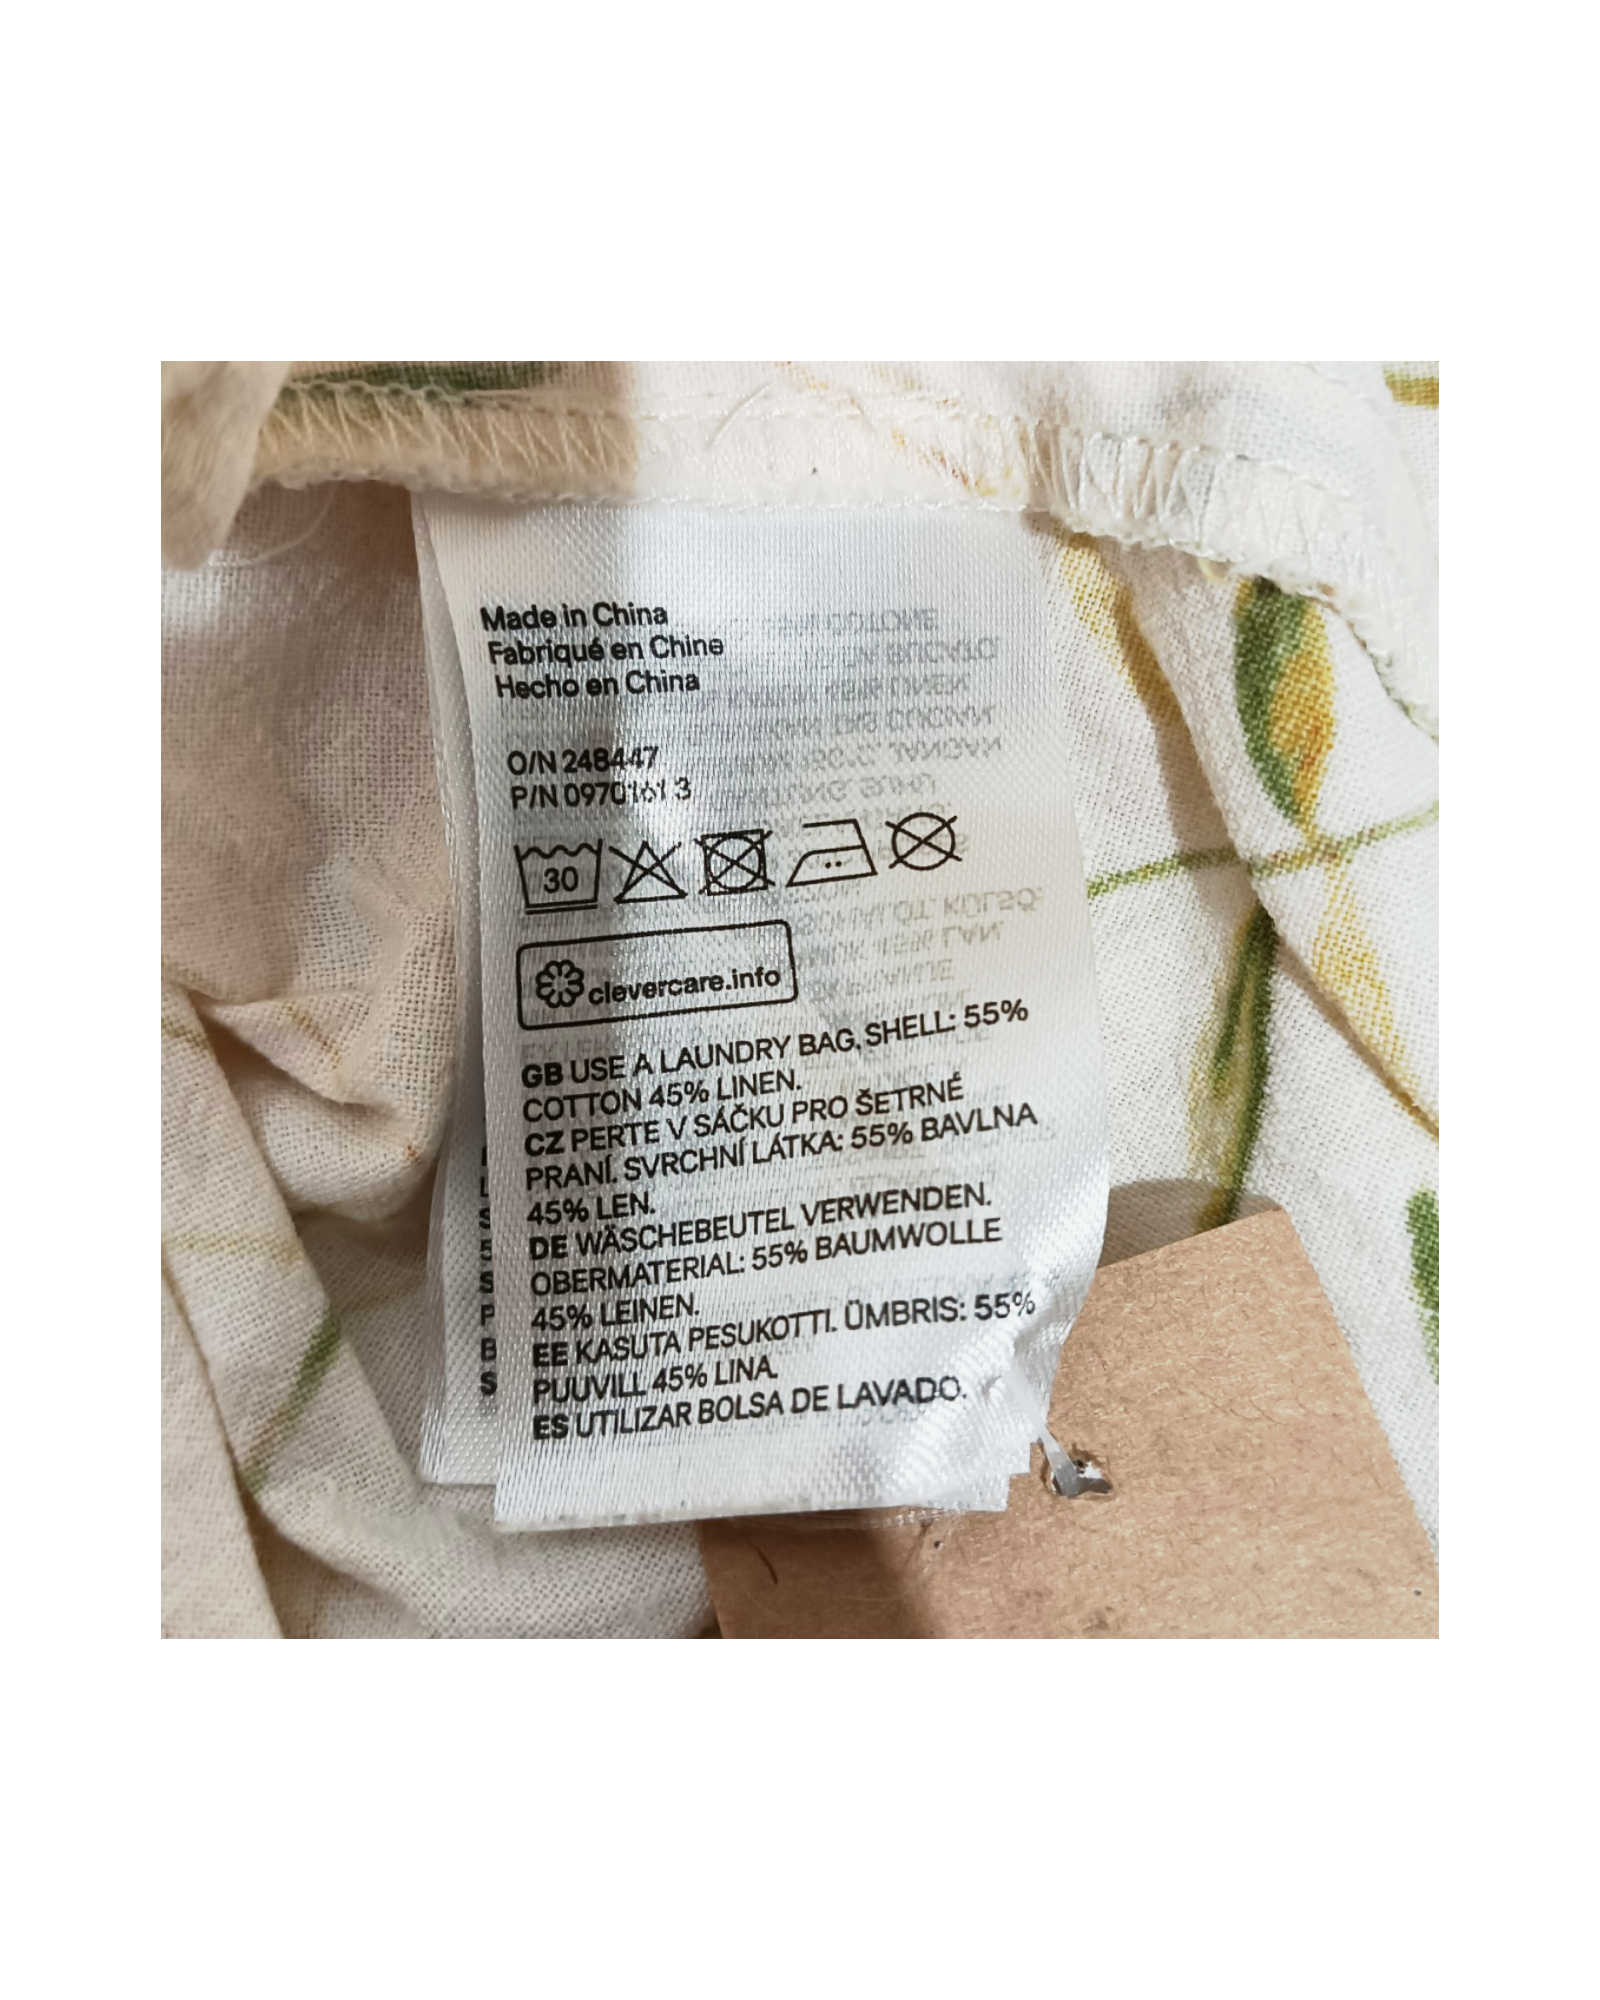 Made in China
Fabriqué en Chine
Hecho en China
O/N 248447
P/N 0970161 3
30
clevercare.info
GB USE A LAUNDRY BAG. SHELL: 55%
COTTON 45% LINEN.
CZ PERTE V SÁČKU PRO ŠETRNÉ
PRANÍ. SVRCHNÍ LÁTKA: 55% BAVLNA
45% LEN.
DE WÄSCHEBEUTEL VERWENDEN.
OBERMATERIAL: 55% BAUMWOLLE
45% LEINEN.
EE KASUTA PESUKOTTI. ÜMBRIS: 55%
PUUVILL 45% LINA.
ES UTILIZAR BOLSA DE LAVADO.